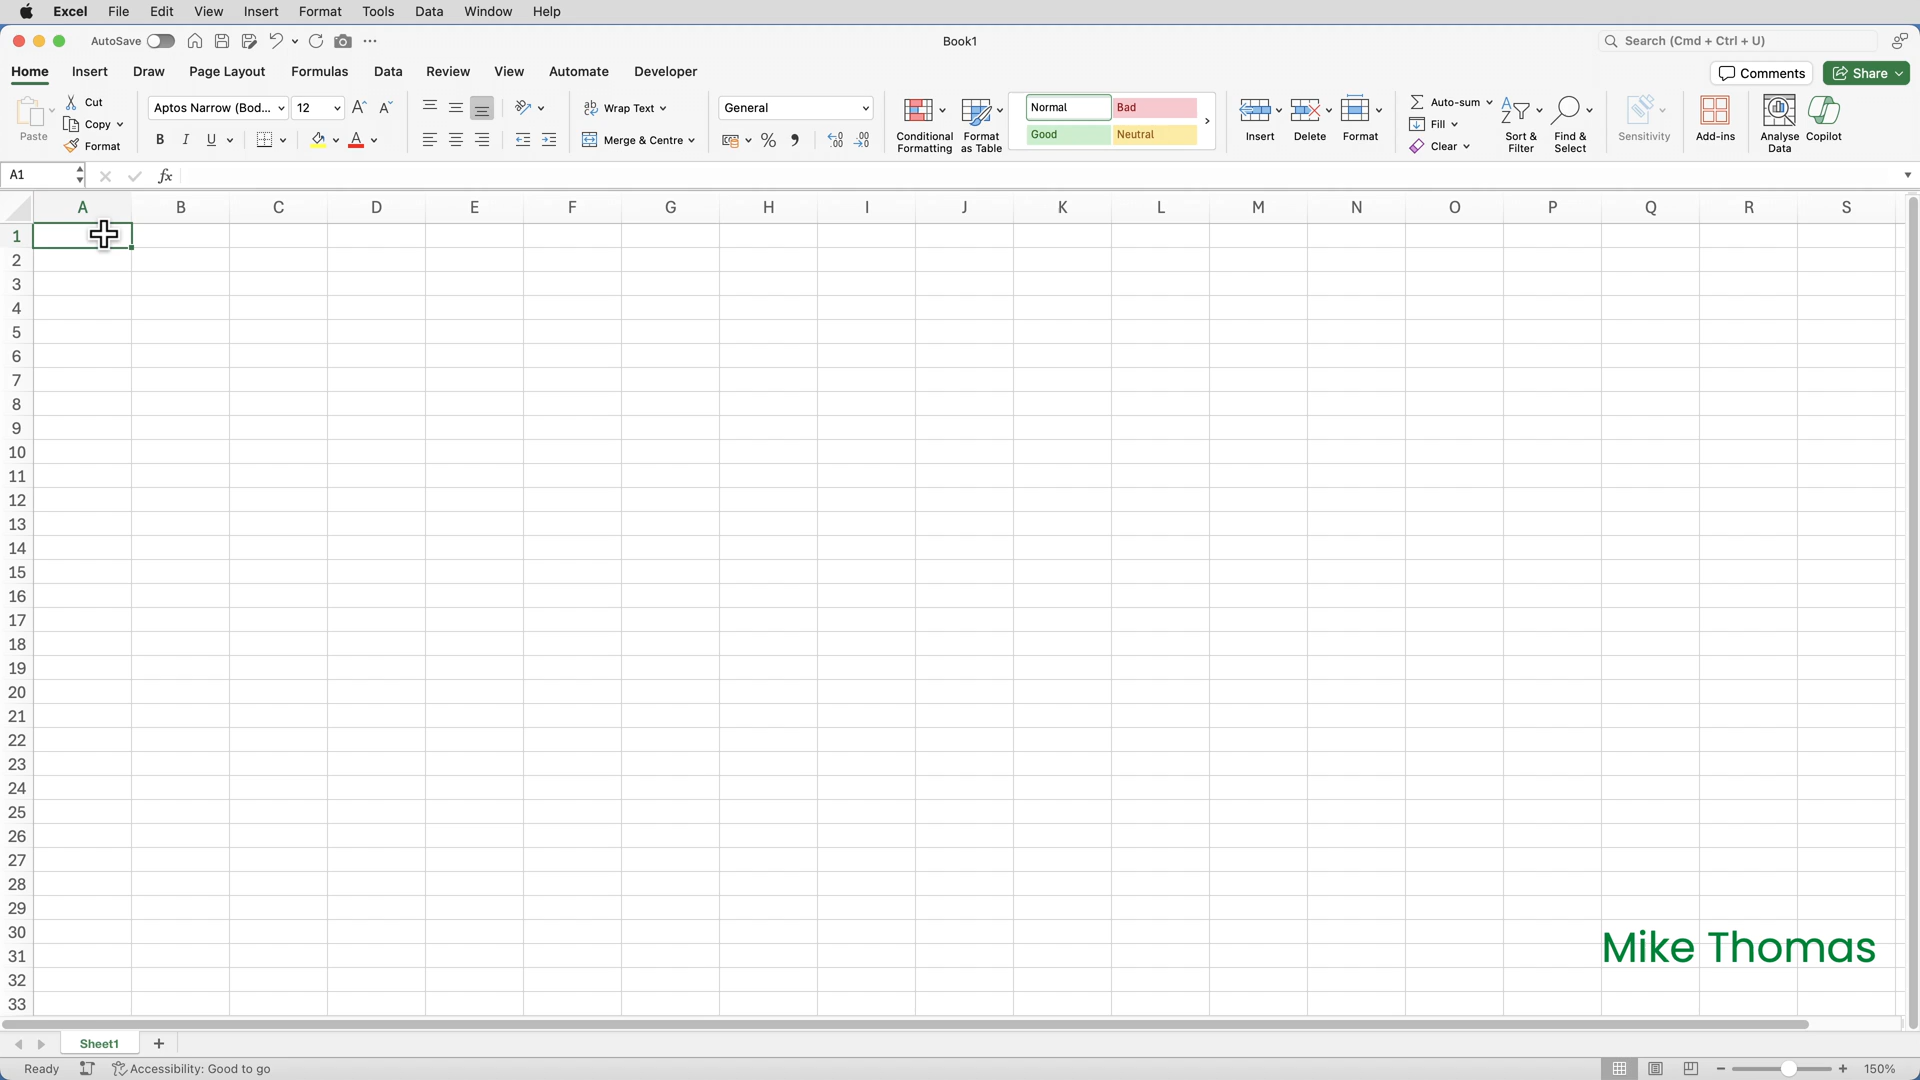 Excel File Edit View Insert Format Tools Data Window Help
AutoSave Book1 Search (Cmd + Ctrl + U)
Home Insert Draw Page Layout Formulas Data Review View Automate Developer Comments Share
Paste Cut Copy Format
Aptos Narrow (Bod... 12
B I U
Wrap Text
Merge & Centre
General
Conditional Formatting
Format as Table
Normal Bad
Good Neutral
Insert Delete Format
Auto-sum
Fill
Clear
Sort & Filter
Find & Select
Sensitivity
Add-ins
Analyse Data
Copilot
A1 fx
A B C D E F G H I J K L M N O P Q R S
1
2
3
4
5
6
7
8
9
10
11
12
13
14
15
16
17
18
19
20
21
22
23
24
25
26
27
28
29
30
31
32
33
Mike Thomas
Sheet1
Ready Accessibility: Good to go 150%